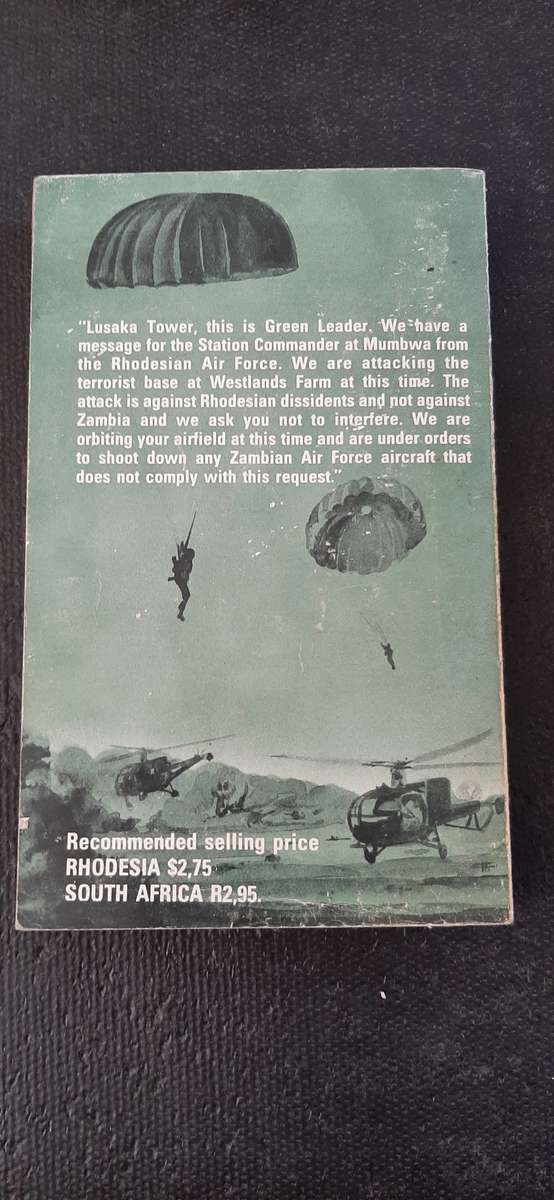 "Lusaka Tower, this is Green Leader. We have a
message for the Station Commander at Mumbwa from
the Rhodesian Air Force. We are attacking the
terrorist base at Westlands Farm at this time. The
attack is against Rhodesian dissidents and not against
Zambia and we ask you not to interfere. We are
orbiting your airfield at this time and are under orders
to shoot down any Zambian Air Force aircraft that
does not comply with this request."
Recommended selling price
RHODESIA $2,75
SOUTH AFRICA R2,95.